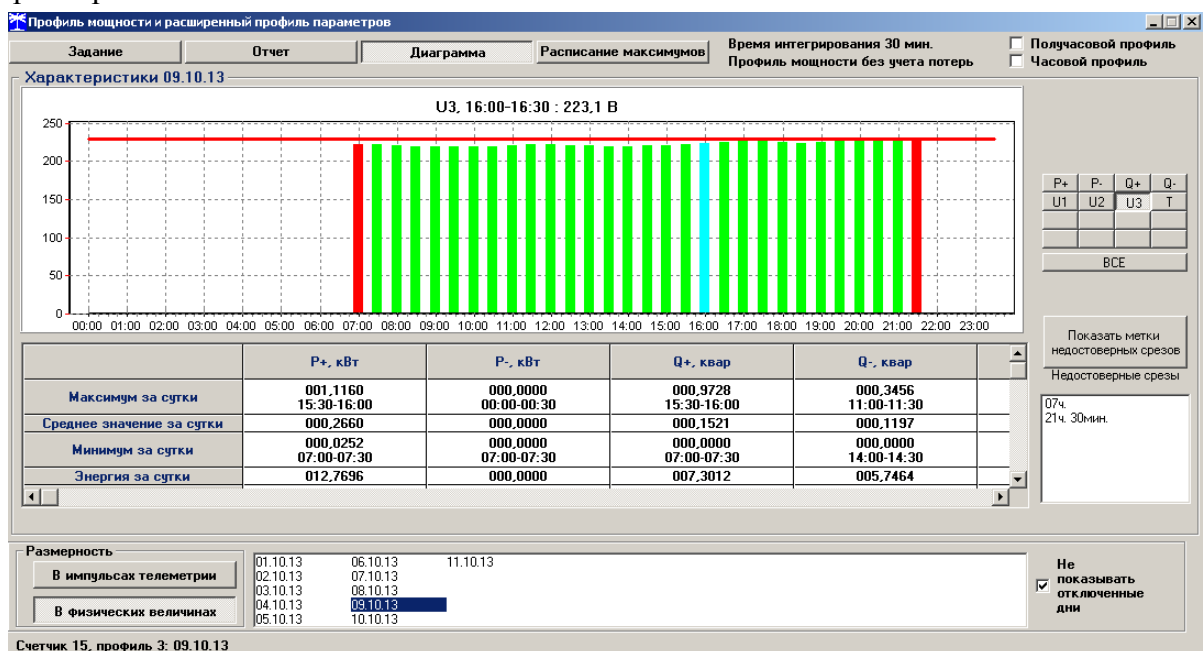 Профиль мощности и расширенный профиль параметров
Задание
Отчет
Диаграмма
Расписание максимумов
Время интегрирования 30 мин.
Профиль мощности без учета потерь
Получасовой профиль
Часовой профиль
Характеристики 09.10.13
U3, 16:00-16:30 : 223,1 В
250
200
150
100
50
0
00:00 01:00 02:00 03:00 04:00 05:00 06:00 07:00 08:00 09:00 10:00 11:00 12:00 13:00 14:00 15:00 16:00 17:00 18:00 19:00 20:00 21:00 22:00 23:00
P+ P- Q+ Q-
U1 U2 U3 T
ВСЕ
Показать метки
недостоверных срезов
Недостоверные срезы
07ч.
21ч. 30мин.
P+, кВт P-, кВт Q+, квар Q-, квар
Максимум за сутки 001,1160 000,0000 000,9728 000,3456
15:30-16:00 00:00-00:30 15:30-16:00 11:00-11:30
Среднее значение за сутки 000,2660 000,0000 000,1521 000,1197
Минимум за сутки 000,0252 000,0000 000,0000 000,0000
07:00-07:30 07:00-07:30 07:00-07:30 14:00-14:30
Энергия за сутки 012,7696 000,0000 007,3012 005,7464
Размерность
В импульсах телеметрии
В физических величинах
01.10.13 06.10.13 11.10.13
02.10.13 07.10.13
03.10.13 08.10.13
04.10.13 09.10.13
05.10.13 10.10.13
Не
показывать
отключенные
дни
Счетчик 15, профиль 3: 09.10.13